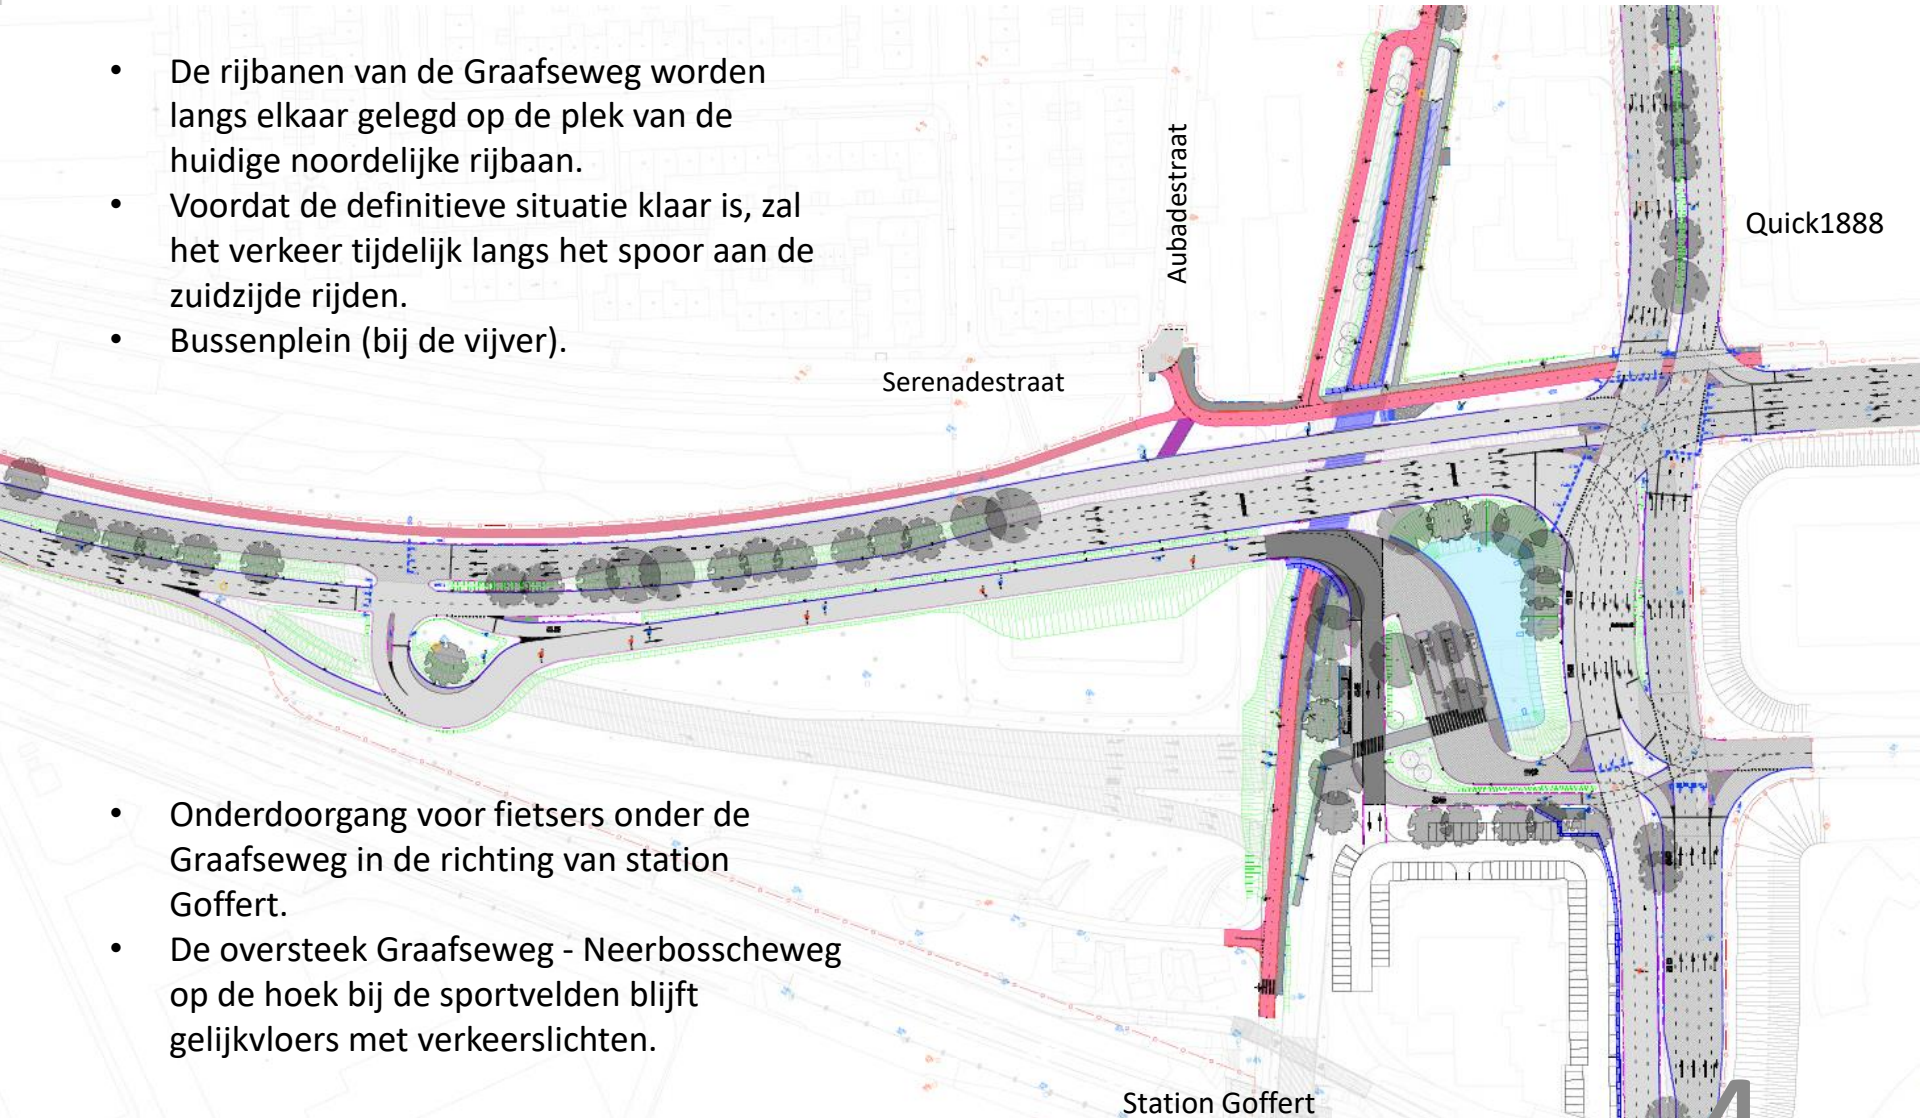 • De rijbanen van de Graafseweg worden
langs elkaar gelegd op de plek van de
huidige noordelijke rijbaan.
• Voordat de definitieve situatie klaar is, zal
het verkeer tijdelijk langs het spoor aan de
zuidzijde rijden.
• Bussenplein (bij de vijver).
Serenadestraat
Aubadestraat
Quick1888
• Onderdoorgang voor fietsers onder de
Graafseweg in de richting van station
Goffert.
• De oversteek Graafseweg - Neerbosscheweg
op de hoek bij de sportvelden blijft
gelijkvloers met verkeerslichten.
Station Goffert
4